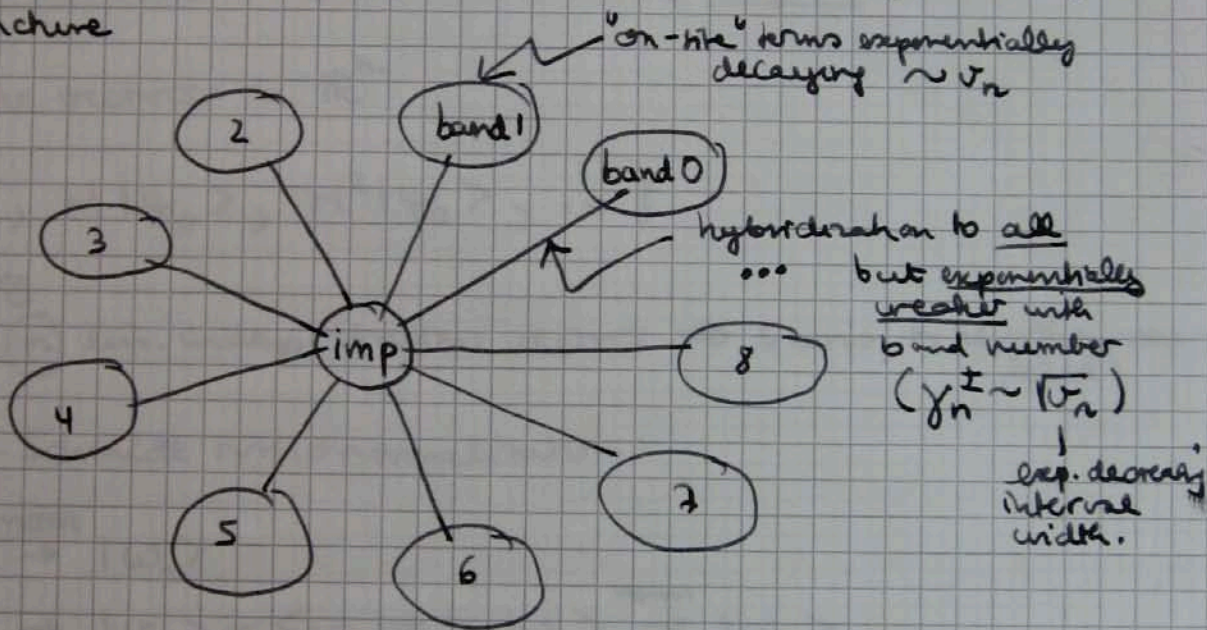 "on-site" terms exponentially
decaying ~ v_n
2
band 1
band 0
3
hybridization to all
... but exponentially
weaker with
band number
(γ_n^± ~ √v_n)
imp
8
4
exp. decreasing
interval
width.
7
5
6